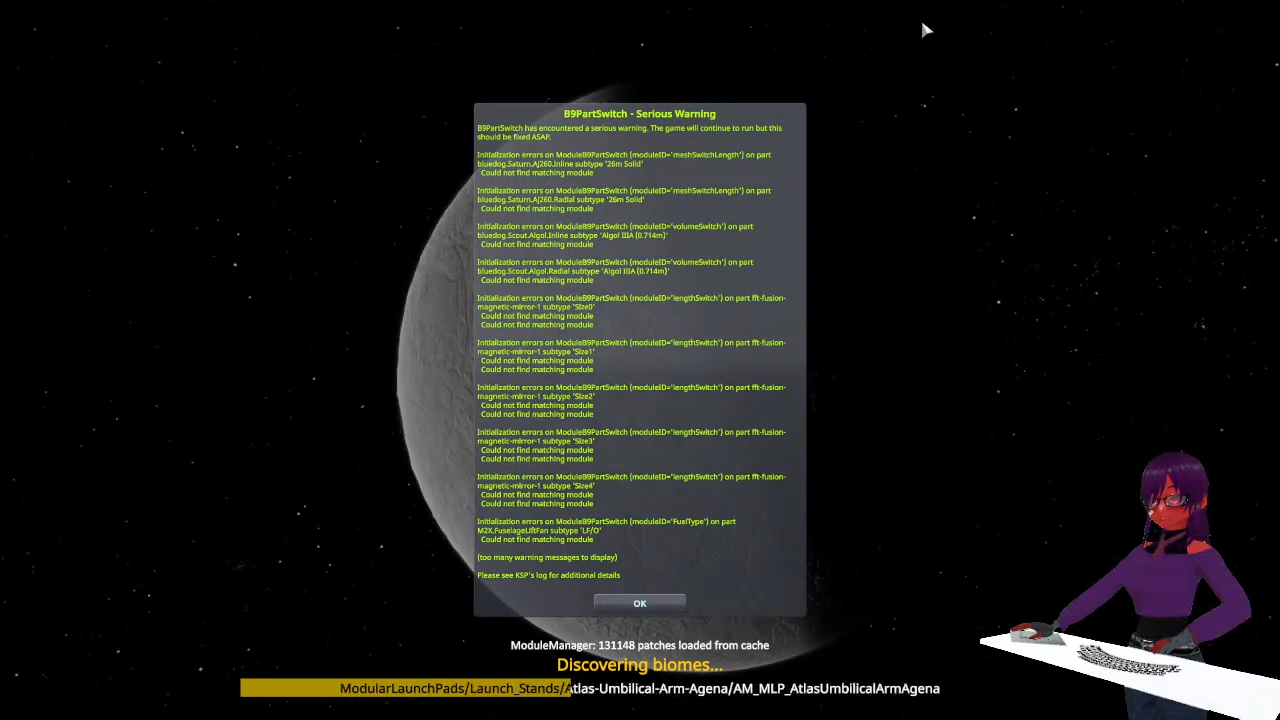 B9PartSwitch - Serious Warning
B9PartSwitch has encountered a serious warning. The game will continue to run but this
should be fixed ASAP.
Initialization errors on ModuleB9PartSwitch (moduleID='meshSwitchLength') on part
bluedog.Saturn.AJ260.Inline subtype '26m Solid'
Could not find matching module
Initialization errors on ModuleB9PartSwitch (moduleID='meshSwitchLength') on part
bluedog.Saturn.AJ260.Radial subtype '26m Solid'
Could not find matching module
Initialization errors on ModuleB9PartSwitch (moduleID='volumeSwitch') on part
bluedog.Scout.Algol.Inline subtype 'Algol IIIA (0.714m)'
Could not find matching module
Initialization errors on ModuleB9PartSwitch (moduleID='volumeSwitch') on part
bluedog.Scout.Algol.Radial subtype 'Algol IIIA (0.714m)'
Could not find matching module
Initialization errors on ModuleB9PartSwitch (moduleID='lengthSwitch') on part fft-fusion-
magnetic-mirror-1 subtype 'Size0'
Could not find matching module
Could not find matching module
Initialization errors on ModuleB9PartSwitch (moduleID='lengthSwitch') on part fft-fusion-
magnetic-mirror-1 subtype 'Size1'
Could not find matching module
Could not find matching module
Initialization errors on ModuleB9PartSwitch (moduleID='lengthSwitch') on part fft-fusion-
magnetic-mirror-1 subtype 'Size2'
Could not find matching module
Could not find matching module
Initialization errors on ModuleB9PartSwitch (moduleID='lengthSwitch') on part fft-fusion-
magnetic-mirror-1 subtype 'Size3'
Could not find matching module
Could not find matching module
Initialization errors on ModuleB9PartSwitch (moduleID='lengthSwitch') on part fft-fusion-
magnetic-mirror-1 subtype 'Size4'
Could not find matching module
Could not find matching module
Initialization errors on ModuleB9PartSwitch (moduleID='FuelType') on part
M2X.FuselageLiftFan subtype 'LF/O'
Could not find matching module
(too many warning messages to display)
Please see KSP's log for additional details
OK
ModuleManager: 131148 patches loaded from cache
Discovering biomes...
ModularLaunchPads/Launch_Stands/Atlas-Umbilical-Arm-Agena/AM_MLP_AtlasUmbilicalArmAgena